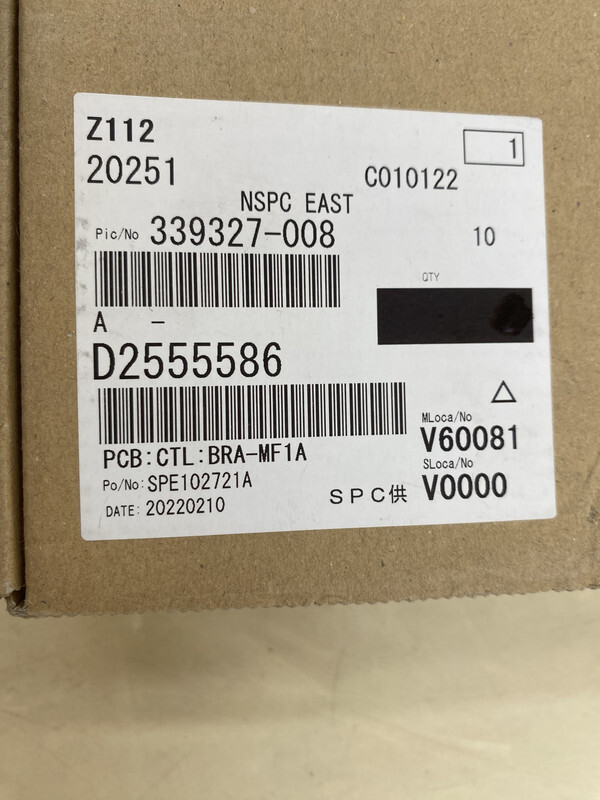 Z112
1
20251
C010122
NSPC EAST
Pic/No 339327-008
10
QTY
A -
D2555586
MLoca/No
V60081
PCB:CTL:BRA-MF1A
SLoca/No
Po/No: SPE102721A
SPC供 V0000
DATE: 20220210